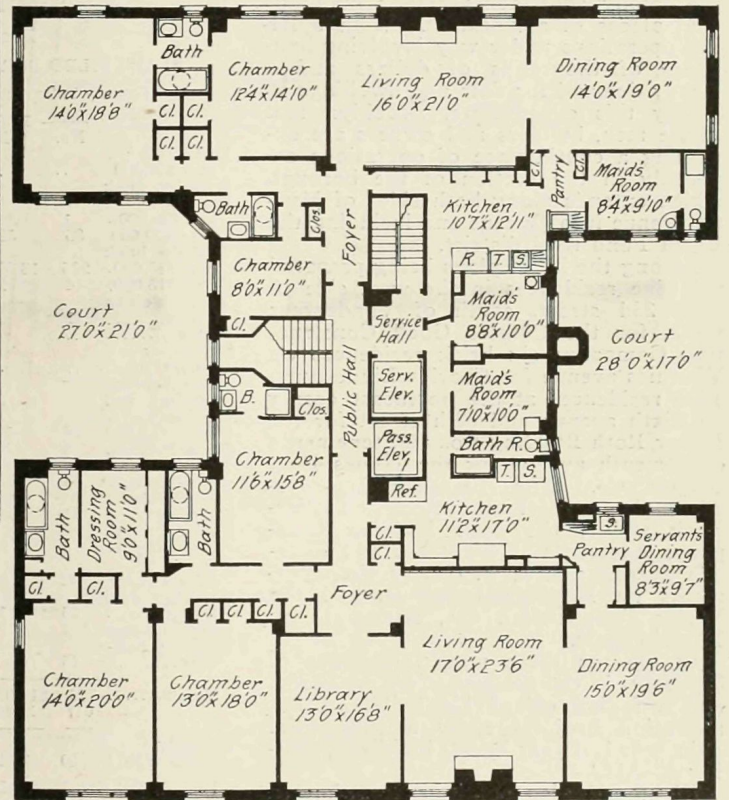 Bath
Chamber
14'0"x18'8"
Cl.
Cl.
Cl.
Cl.
Chamber
12'4"x14'10"
Living Room
16'0"x21'0"
Dining Room
14'0"x19'0"
Cl.
Pantry
Cl.
Maid's
Room
8'4"x9'10"
Bath
Clos.
Foyer
Kitchen
10'7"x12'11"
R.
T.
S.
Chamber
8'0"x11'0"
Cl.
Court
27'0"x21'0"
Service
Hall
Maid's
Room
8'8"x10'0"
Court
28'0"x17'0"
Public Hall
Serv.
Elev.
Maid's
Room
7'0"x10'0"
B.
Clos.
Pass.
Elev.
Bath R.
T.
S.
Chamber
11'6"x15'8"
Ref.
Kitchen
11'2"x17'0"
Bath
Dressing
Room
9'0"x11'0"
Bath
Cl.
Cl.
S.
Pantry
Servant's
Dining
Room
8'3"x9'7"
Cl.
Cl.
Cl.
Cl.
Cl.
Cl.
Foyer
Chamber
14'0"x20'0"
Chamber
13'0"x18'0"
Library
13'0"x16'8"
Living Room
17'0"x23'6"
Dining Room
15'0"x19'6"